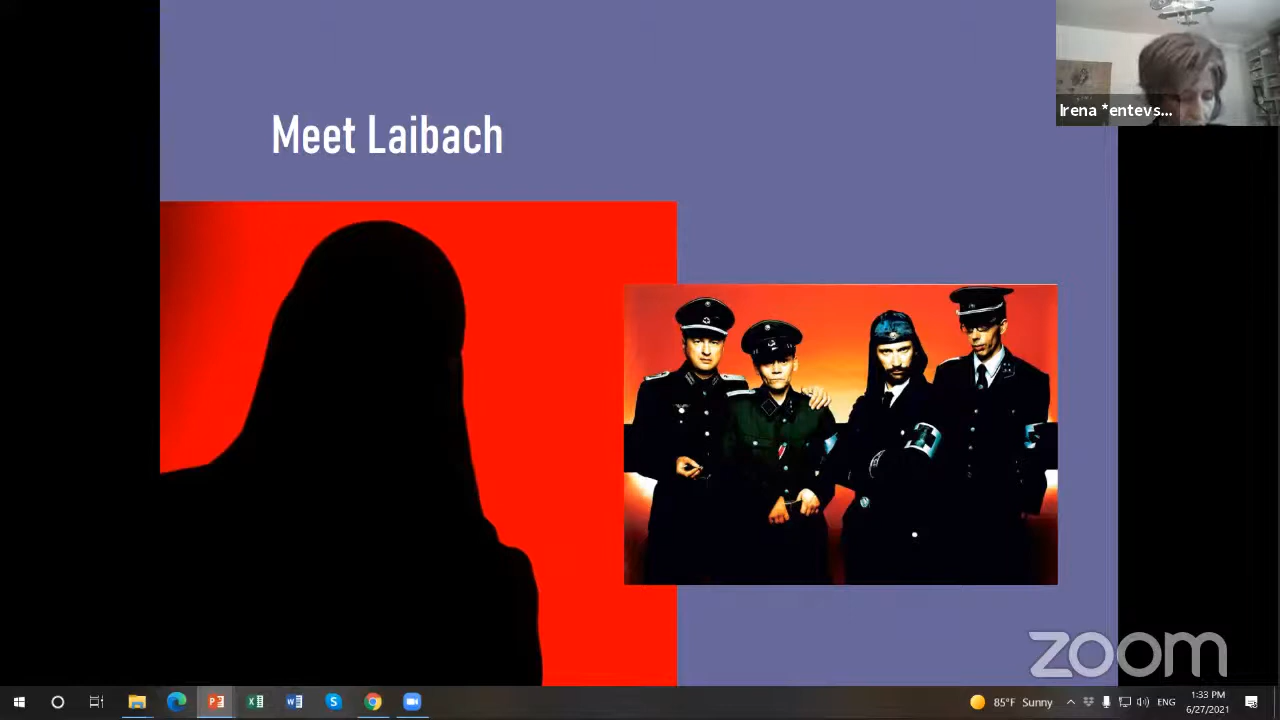 Meet Laibach
Irena *entevs...
zoom
85°F Sunny
ENG
1:33 PM
6/27/2021